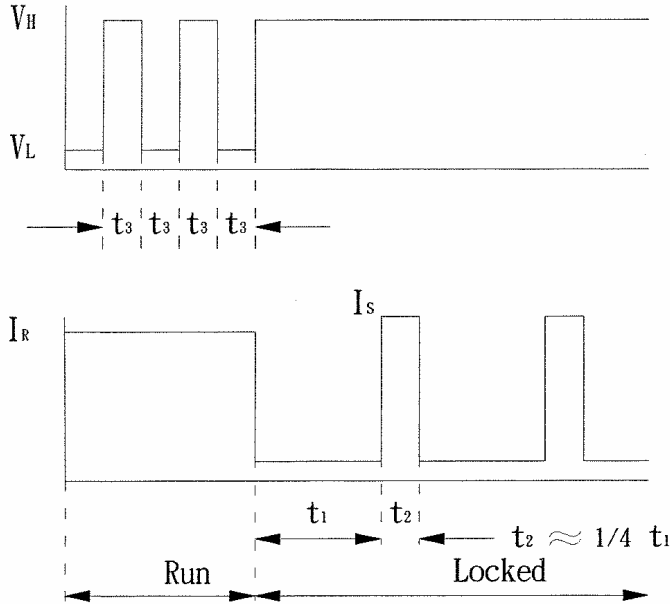 VH
VL
t3 t3 t3 t3
IR
IS
t1 t2
t2 ≈ 1/4 t1
Run
Locked